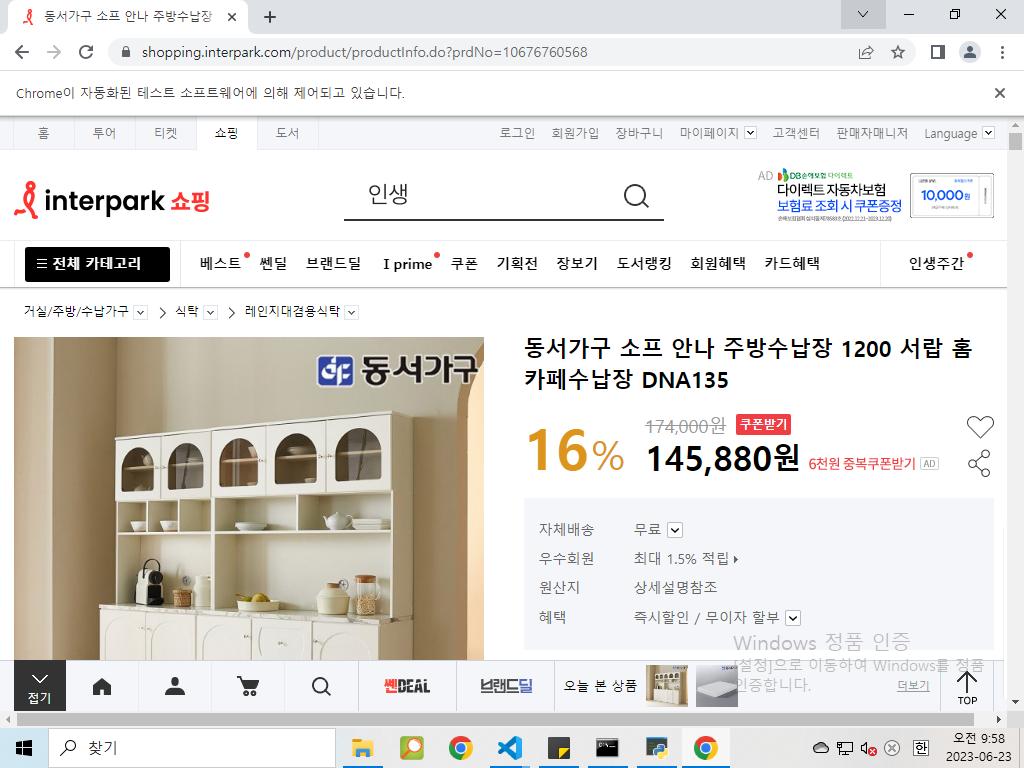 동서가구 소프 안나 주방수납장
shopping.interpark.com/product/productInfo.do?prdNo=10676760568
Chrome이 자동화된 테스트 소프트웨어에 의해 제어되고 있습니다.
홈 투어 티켓 쇼핑 도서 로그인 회원가입 장바구니 마이페이지 고객센터 판매자매니저 Language
interpark 쇼핑 인생
AD DB손해보험 다이렉트
다이렉트 자동차보험
보험료 조회 시 쿠폰증정
10,000원
전체 카테고리 베스트 쎈딜 브랜드딜 I prime 쿠폰 기획전 장보기 도서랭킹 회원혜택 카드혜택 인생주간
거실/주방/수납가구 식탁 레인지대겸용식탁
동서가구
동서가구 소프 안나 주방수납장 1200 서랍 홈
카페수납장 DNA135
174,000원 쿠폰받기
16% 145,880원 6천원 중복쿠폰받기 AD
자체배송 무료
우수회원 최대 1.5% 적립
원산지 상세설명참조
혜택 즉시할인 / 무이자 할부
Windows 정품 인증
[설정]으로 이동하여 Windows를 정품
인증합니다.
접기 쎈DEAL 브랜드딜 오늘 본 상품 더보기 TOP
찾기 한 오전 9:58
2023-06-23